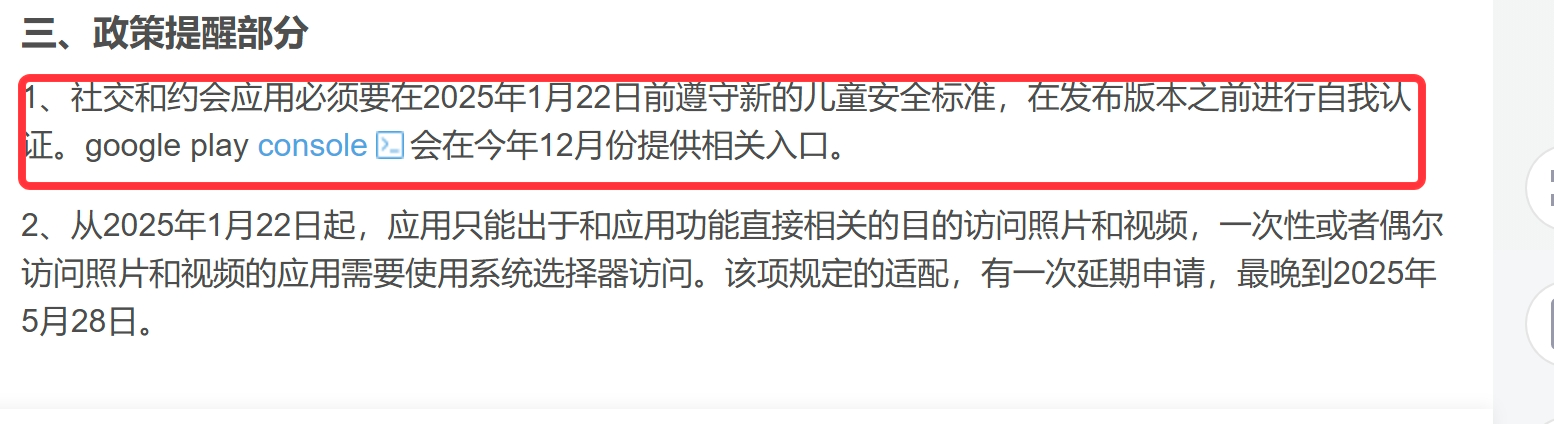 三、政策提醒部分
1、社交和约会应用必须要在2025年1月22日前遵守新的儿童安全标准，在发布版本之前进行自我认
证。google play console 会在今年12月份提供相关入口。
2、从2025年1月22日起，应用只能出于和应用功能直接相关的目的访问照片和视频，一次性或者偶尔
访问照片和视频的应用需要使用系统选择器访问。该项规定的适配，有一次延期申请，最晚到2025年
5月28日。